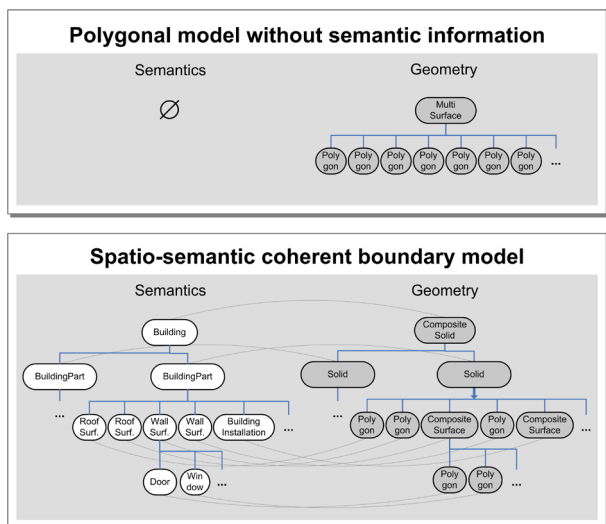 Polygonal model without semantic information
Semantics
Geometry
∅
Multi
Surface
Poly
gon
Poly
gon
Poly
gon
Poly
gon
Poly
gon
Poly
gon
Poly
gon
...
Spatio-semantic coherent boundary model
Semantics
Geometry
Building
Composite
Solid
BuildingPart
BuildingPart
Solid
Solid
...
Roof
Surf.
Roof
Surf.
Wall
Surf.
Wall
Surf.
Building
Installation
...
...
Poly
gon
Poly
gon
Composite
Surface
Poly
gon
Composite
Surface
...
Door
Win
dow
...
Poly
gon
Poly
gon
...